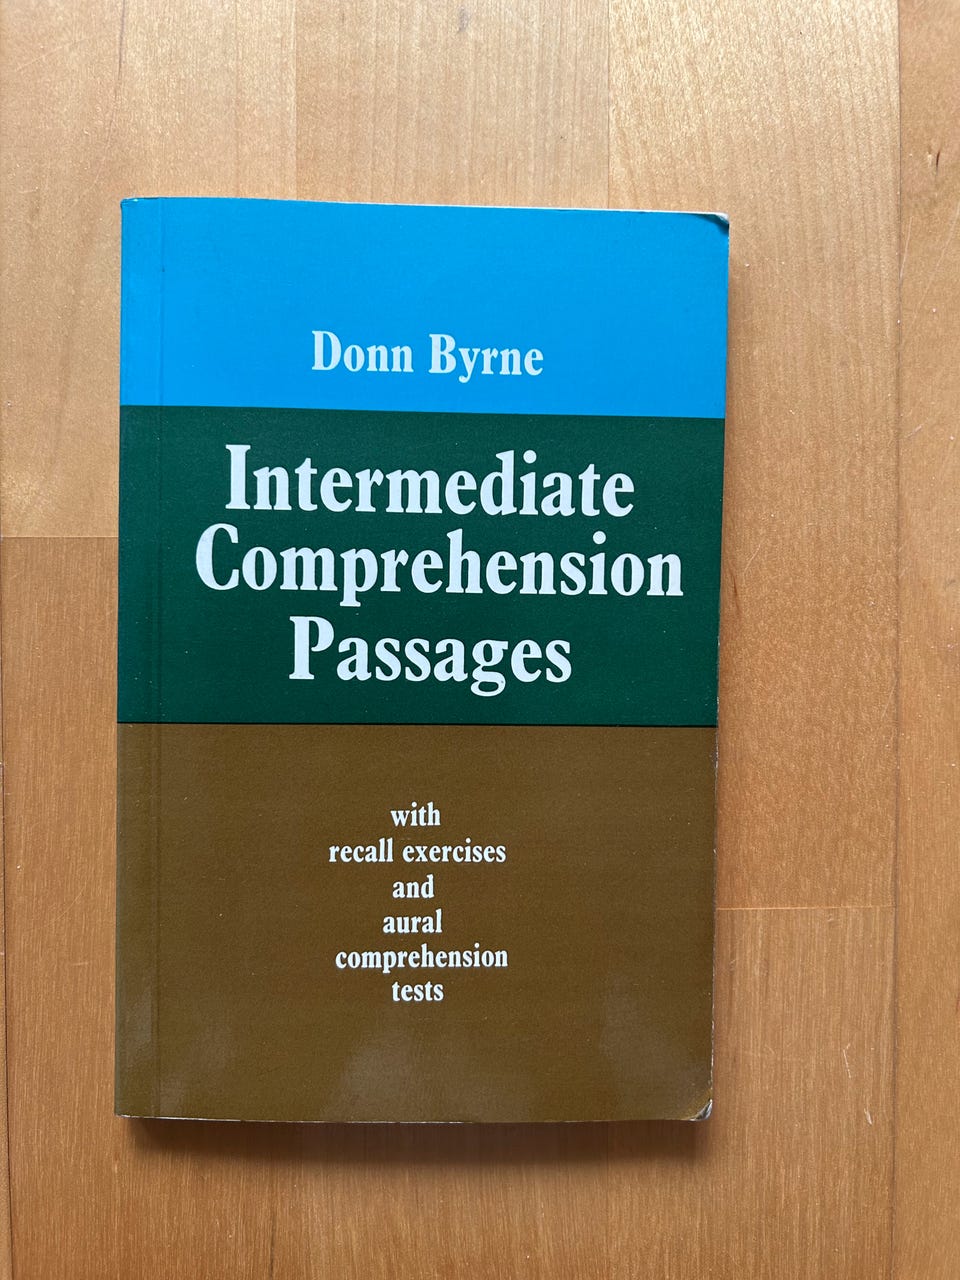 Donn Byrne
Intermediate
Comprehension
Passages
with
recall exercises
and
aural
comprehension
tests